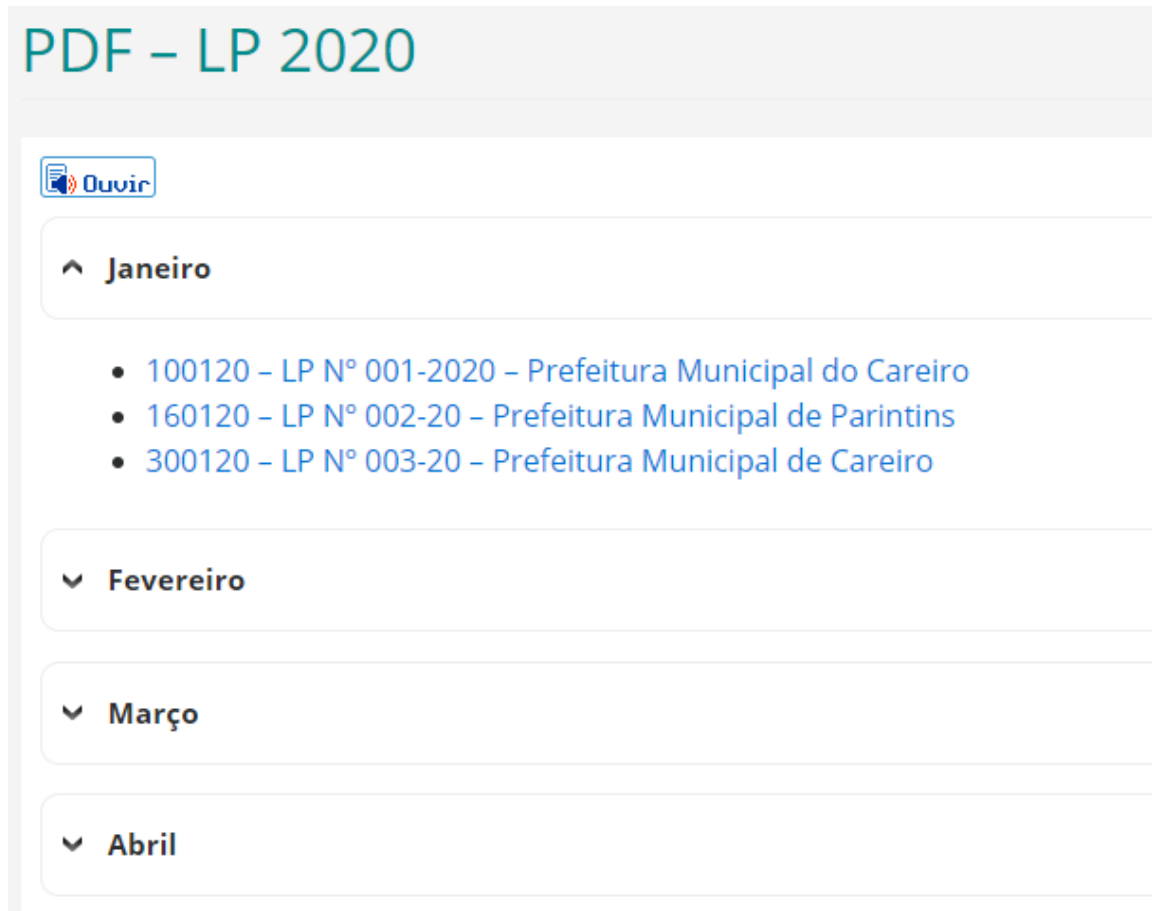 PDF – LP 2020
Ouvir
Janeiro
100120 – LP Nº 001-2020 – Prefeitura Municipal do Careiro
160120 – LP Nº 002-20 – Prefeitura Municipal de Parintins
300120 – LP Nº 003-20 – Prefeitura Municipal de Careiro
Fevereiro
Março
Abril